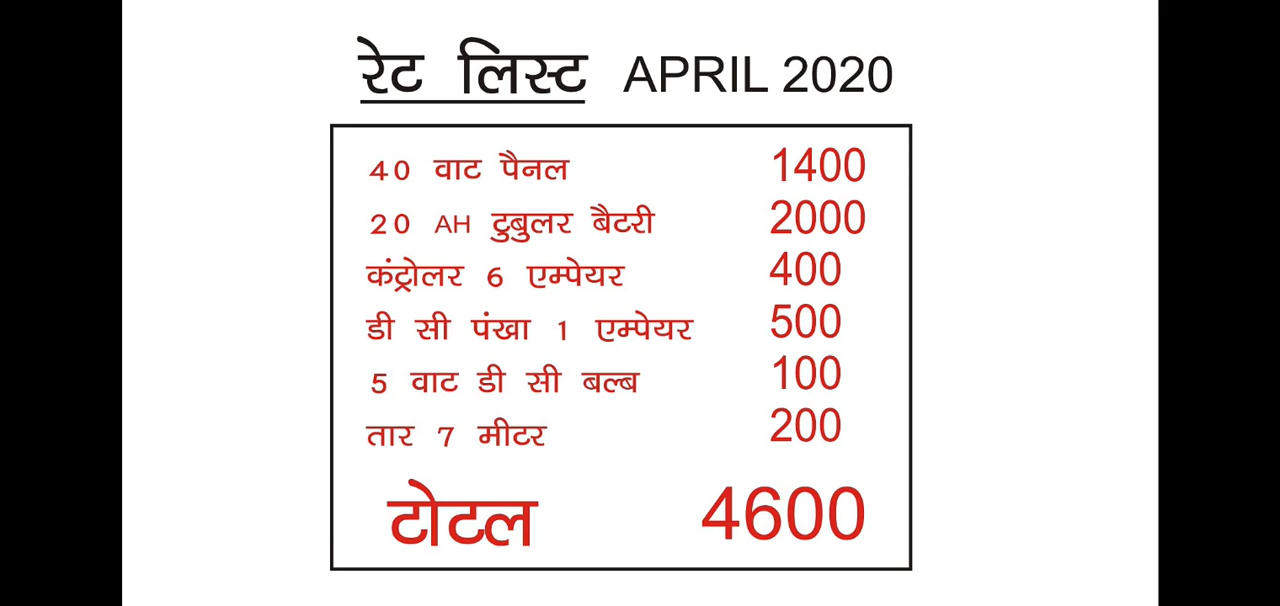 रेट लिस्ट APRIL 2020
40 वाट पैनल 1400
20 AH टुबुलर बैटरी 2000
कंट्रोलर 6 एम्पेयर 400
डी सी पंखा 1 एम्पेयर 500
5 वाट डी सी बल्ब 100
तार 7 मीटर 200
टोटल 4600